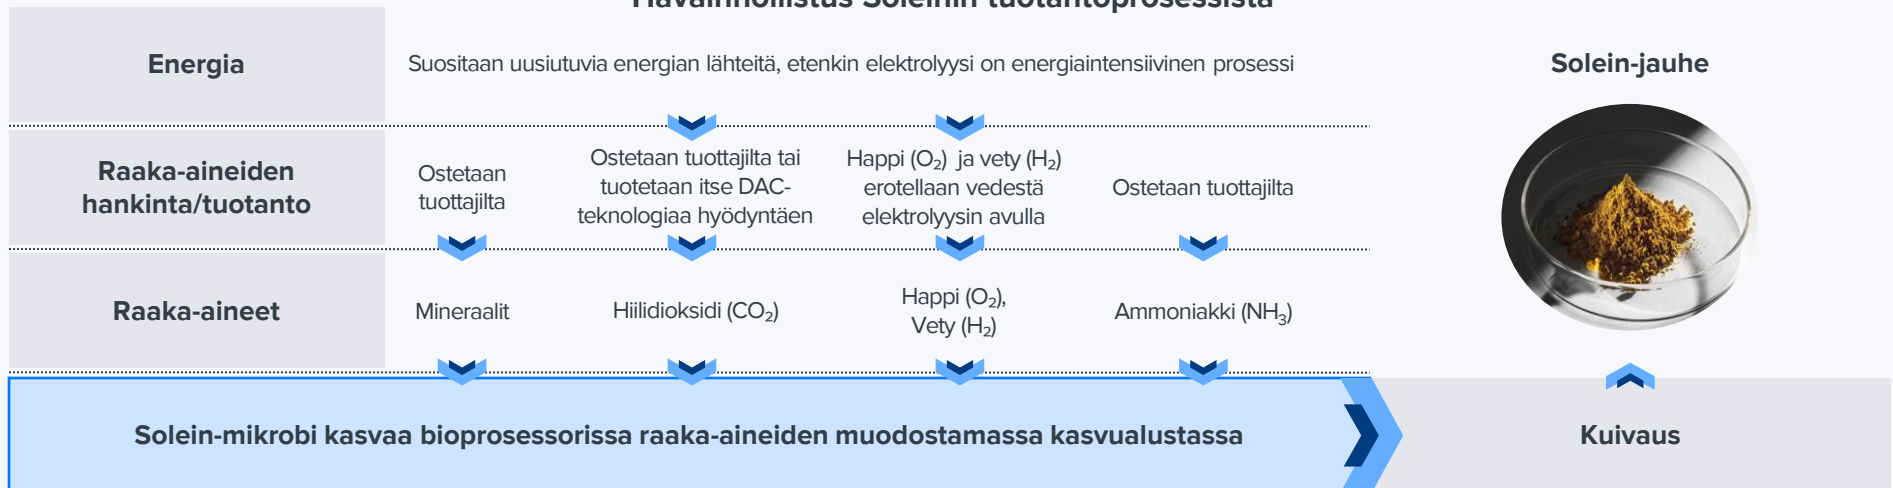 Havainnollistus Soleinin tuotantoprosessista
Energia
Suositaan uusiutuvia energian lähteitä, etenkin elektrolyysi on energiaintensiivinen prosessi
Solein-jauhe
Raaka-aineiden
hankinta/tuotanto
Ostetaan
tuottajilta
Ostetaan tuottajilta tai
tuotetaan itse DAC-
teknologiaa hyödyntäen
Happi (O₂) ja vety (H₂)
erotellaan vedestä
elektrolyysin avulla
Ostetaan tuottajilta
Raaka-aineet
Mineraalit
Hiilidioksidi (CO₂)
Happi (O₂),
Vety (H₂)
Ammoniakki (NH₃)
Solein-mikrobi kasvaa bioprosessorissa raaka-aineiden muodostamassa kasvualustassa
Kuivaus